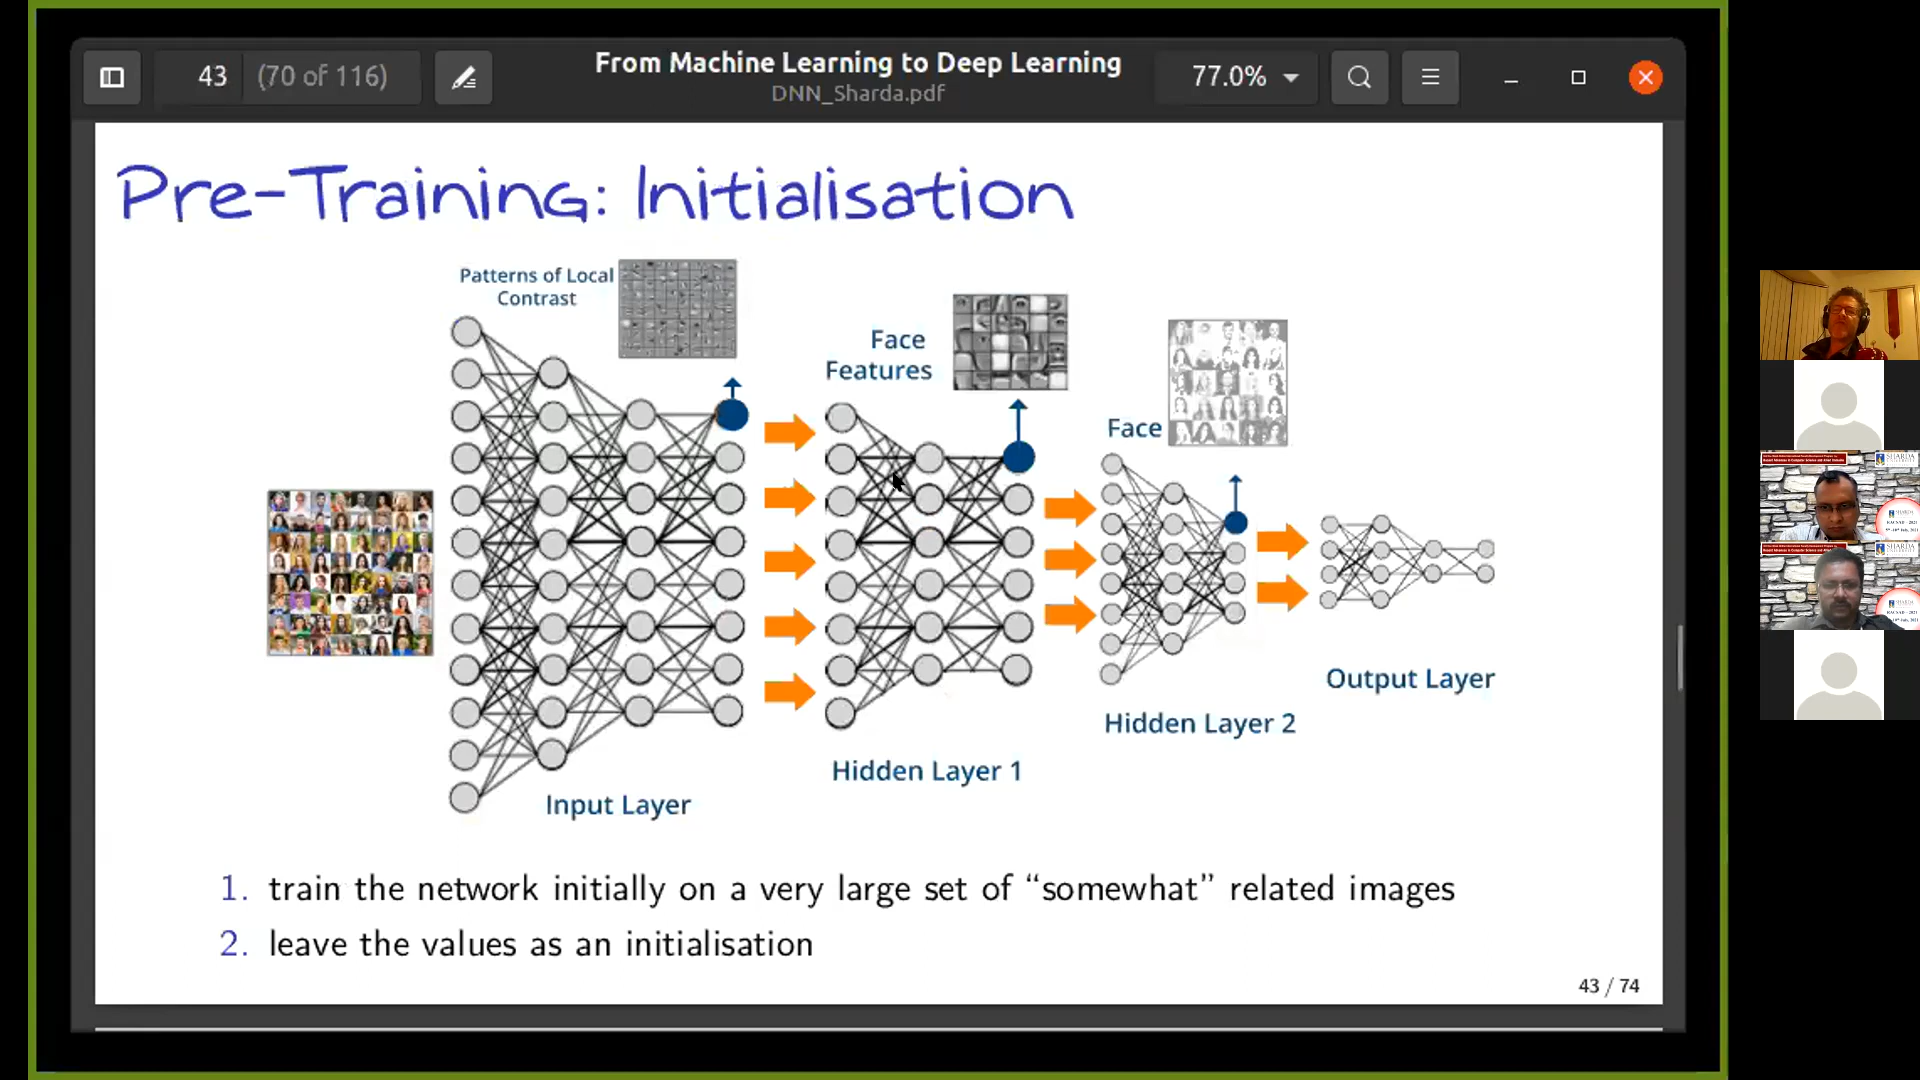 43 (70 of 116)
From Machine Learning to Deep Learning
DNN_Sharda.pdf
77.0%
Pre-Training: Initialisation
Patterns of Local
Contrast
Face
Features
Face
Output Layer
Hidden Layer 2
Hidden Layer 1
Input Layer
1. train the network initially on a very large set of “somewhat” related images
2. leave the values as an initialisation
43 / 74
SHARDA
SHARDA